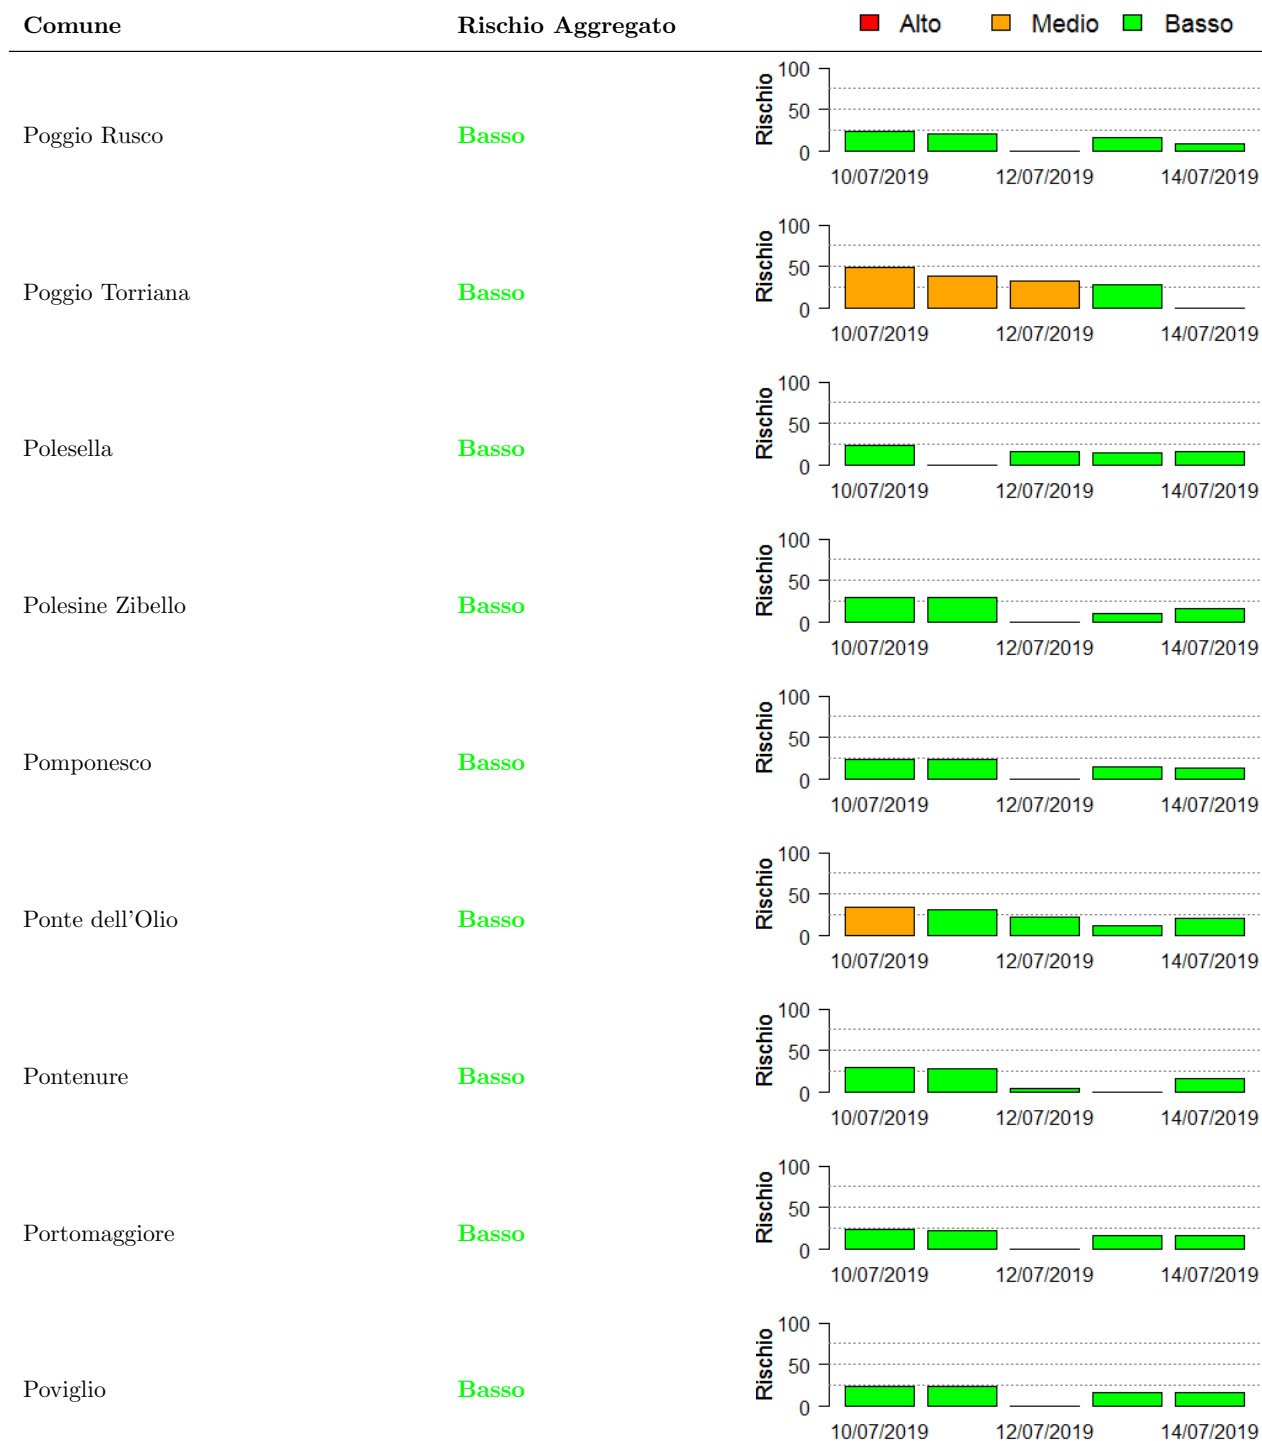 Comune Rischio Aggregato Alto Medio Basso
100
50
0
Rischio
Poggio Rusco Basso
10/07/2019 12/07/2019 14/07/2019
100
50
0
Rischio
Poggio Torriana Basso
10/07/2019 12/07/2019 14/07/2019
100
50
0
Rischio
Polesella Basso
10/07/2019 12/07/2019 14/07/2019
100
50
0
Rischio
Polesine Zibello Basso
10/07/2019 12/07/2019 14/07/2019
100
50
0
Rischio
Pomponesco Basso
10/07/2019 12/07/2019 14/07/2019
100
50
0
Rischio
Ponte dell'Olio Basso
10/07/2019 12/07/2019 14/07/2019
100
50
0
Rischio
Pontenure Basso
10/07/2019 12/07/2019 14/07/2019
100
50
0
Rischio
Portomaggiore Basso
10/07/2019 12/07/2019 14/07/2019
100
50
0
Rischio
Poviglio Basso
10/07/2019 12/07/2019 14/07/2019